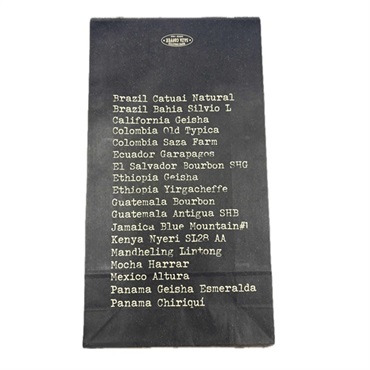 Brazil Catuai Natural
Brazil Bahia Silvio L
California Geisha
Colombia Old Typica
Colombia Saza Farm
Ecuador Garapagos
El Salvador Bourbon SHG
Ethiopia Geisha
Ethiopia Yirgacheffe
Guatemala Bourbon
Guatemala Antigua SHB
Jamaica Blue Mountain#1
Kenya Nyeri SL28 AA
Mandheling Lintong
Mocha Harrar
Mexico Altura
Panama Geisha Esmeralda
Panama Chiriqui